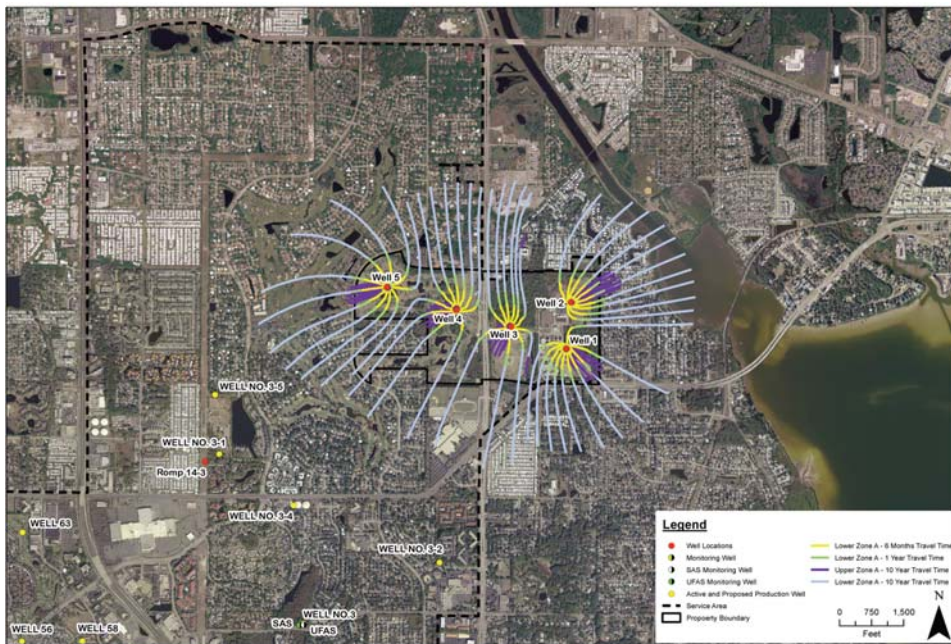 Well 5
Well 2
Well 4
Well 3
Well 1
WELL NO. 3-5
WELL NO. 3-1
Romp 14-3
WELL NO. 3-4
WELL 63
WELL NO. 3-2
WELL NO. 3
SAS
UFAS
WELL 56
WELL 58
Legend
Well Locations
Monitoring Well
SAS Monitoring Well
UFAS Monitoring Well
Active and Proposed Production Well
Service Area
Propoerty Boundary
Lower Zone A - 6 Months Travel Time
Lower Zone A - 1 Year Travel Time
Upper Zone A - 10 Year Travel Time
Lower Zone A - 10 Year Travel Time
N
0 750 1,500
Feet